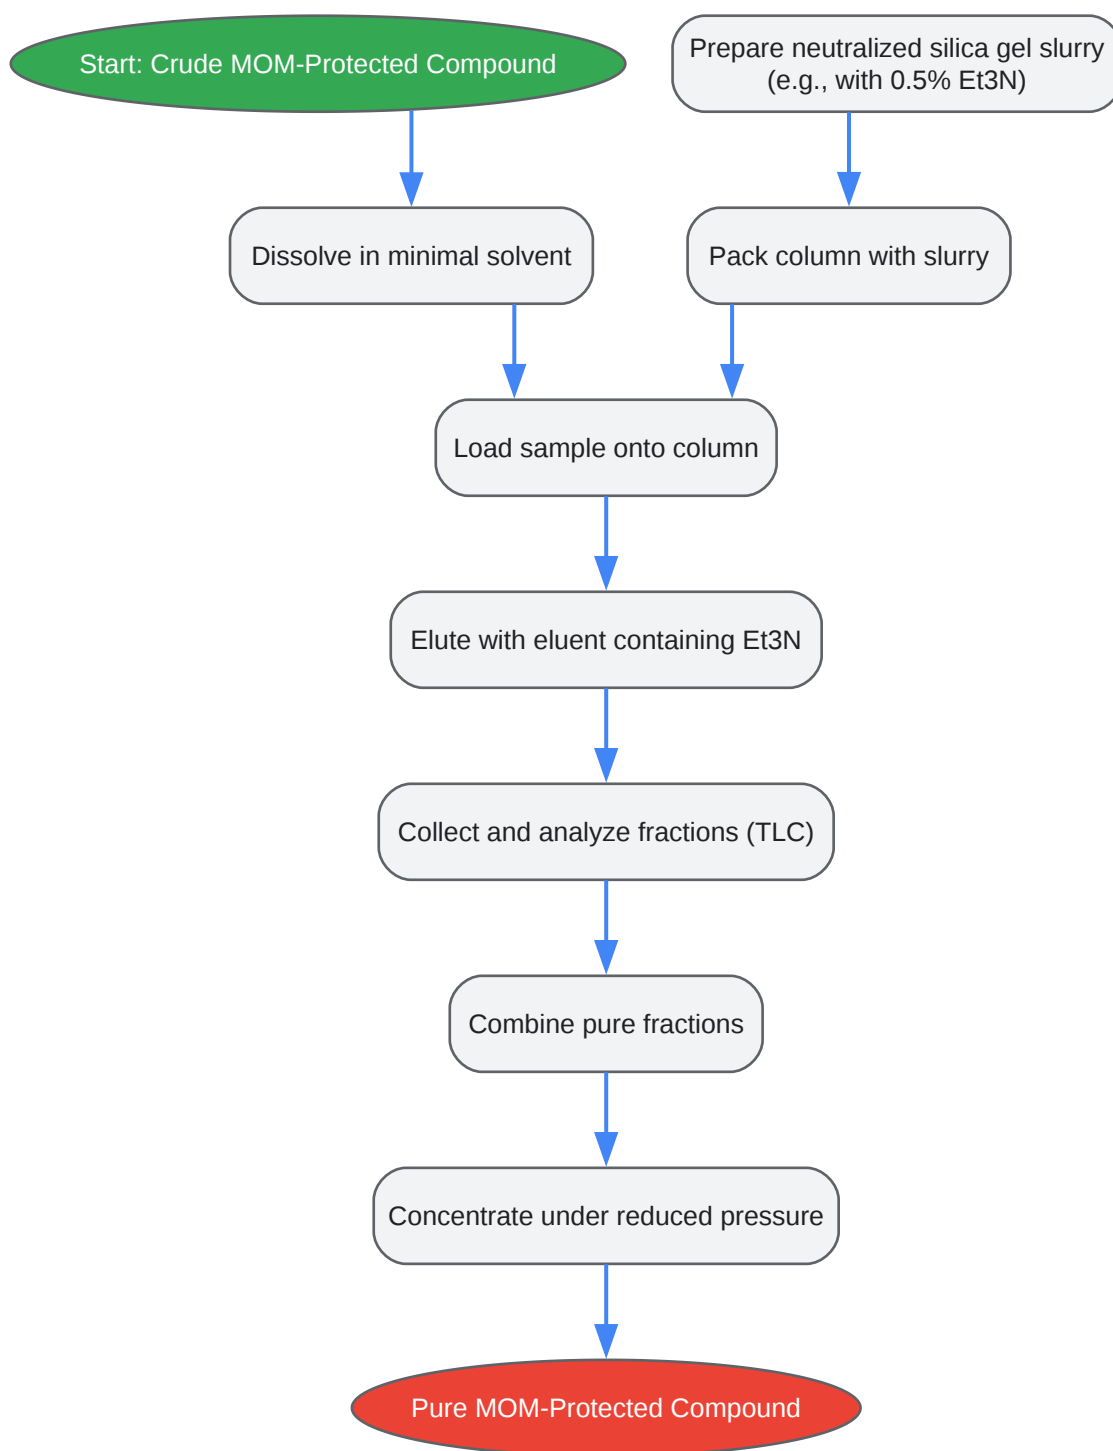 Start: Crude MOM-Protected Compound
Prepare neutralized silica gel slurry
(e.g., with 0.5% Et3N)
Dissolve in minimal solvent
Pack column with slurry
Load sample onto column
Elute with eluent containing Et3N
Collect and analyze fractions (TLC)
Combine pure fractions
Concentrate under reduced pressure
Pure MOM-Protected Compound